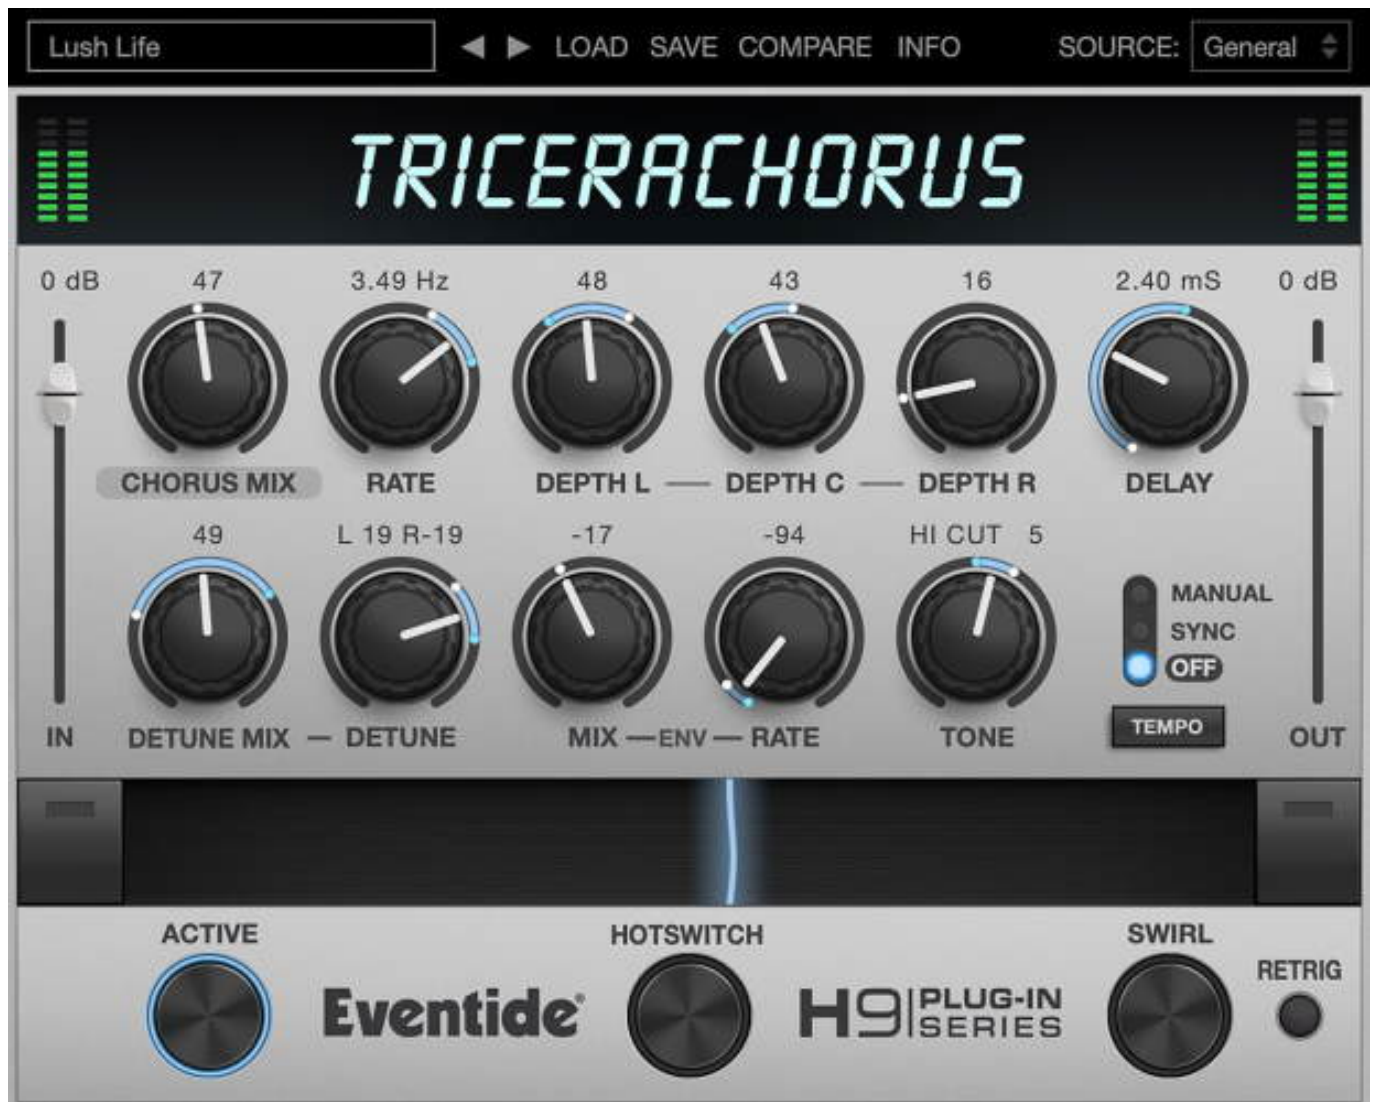 Lush Life LOAD SAVE COMPARE INFO SOURCE: General
TRICERACHORUS
0 dB 47 3.49 Hz 48 43 16 2.40 mS 0 dB
CHORUS MIX RATE DEPTH L DEPTH C DEPTH R DELAY
49 L 19 R-19 -17 -94 HI CUT 5
MANUAL
SYNC
OFF
TEMPO
IN DETUNE MIX DETUNE MIX ENV RATE TONE OUT
ACTIVE HOTSWITCH SWIRL
RETRIG
Eventide® H9 PLUG-IN
SERIES